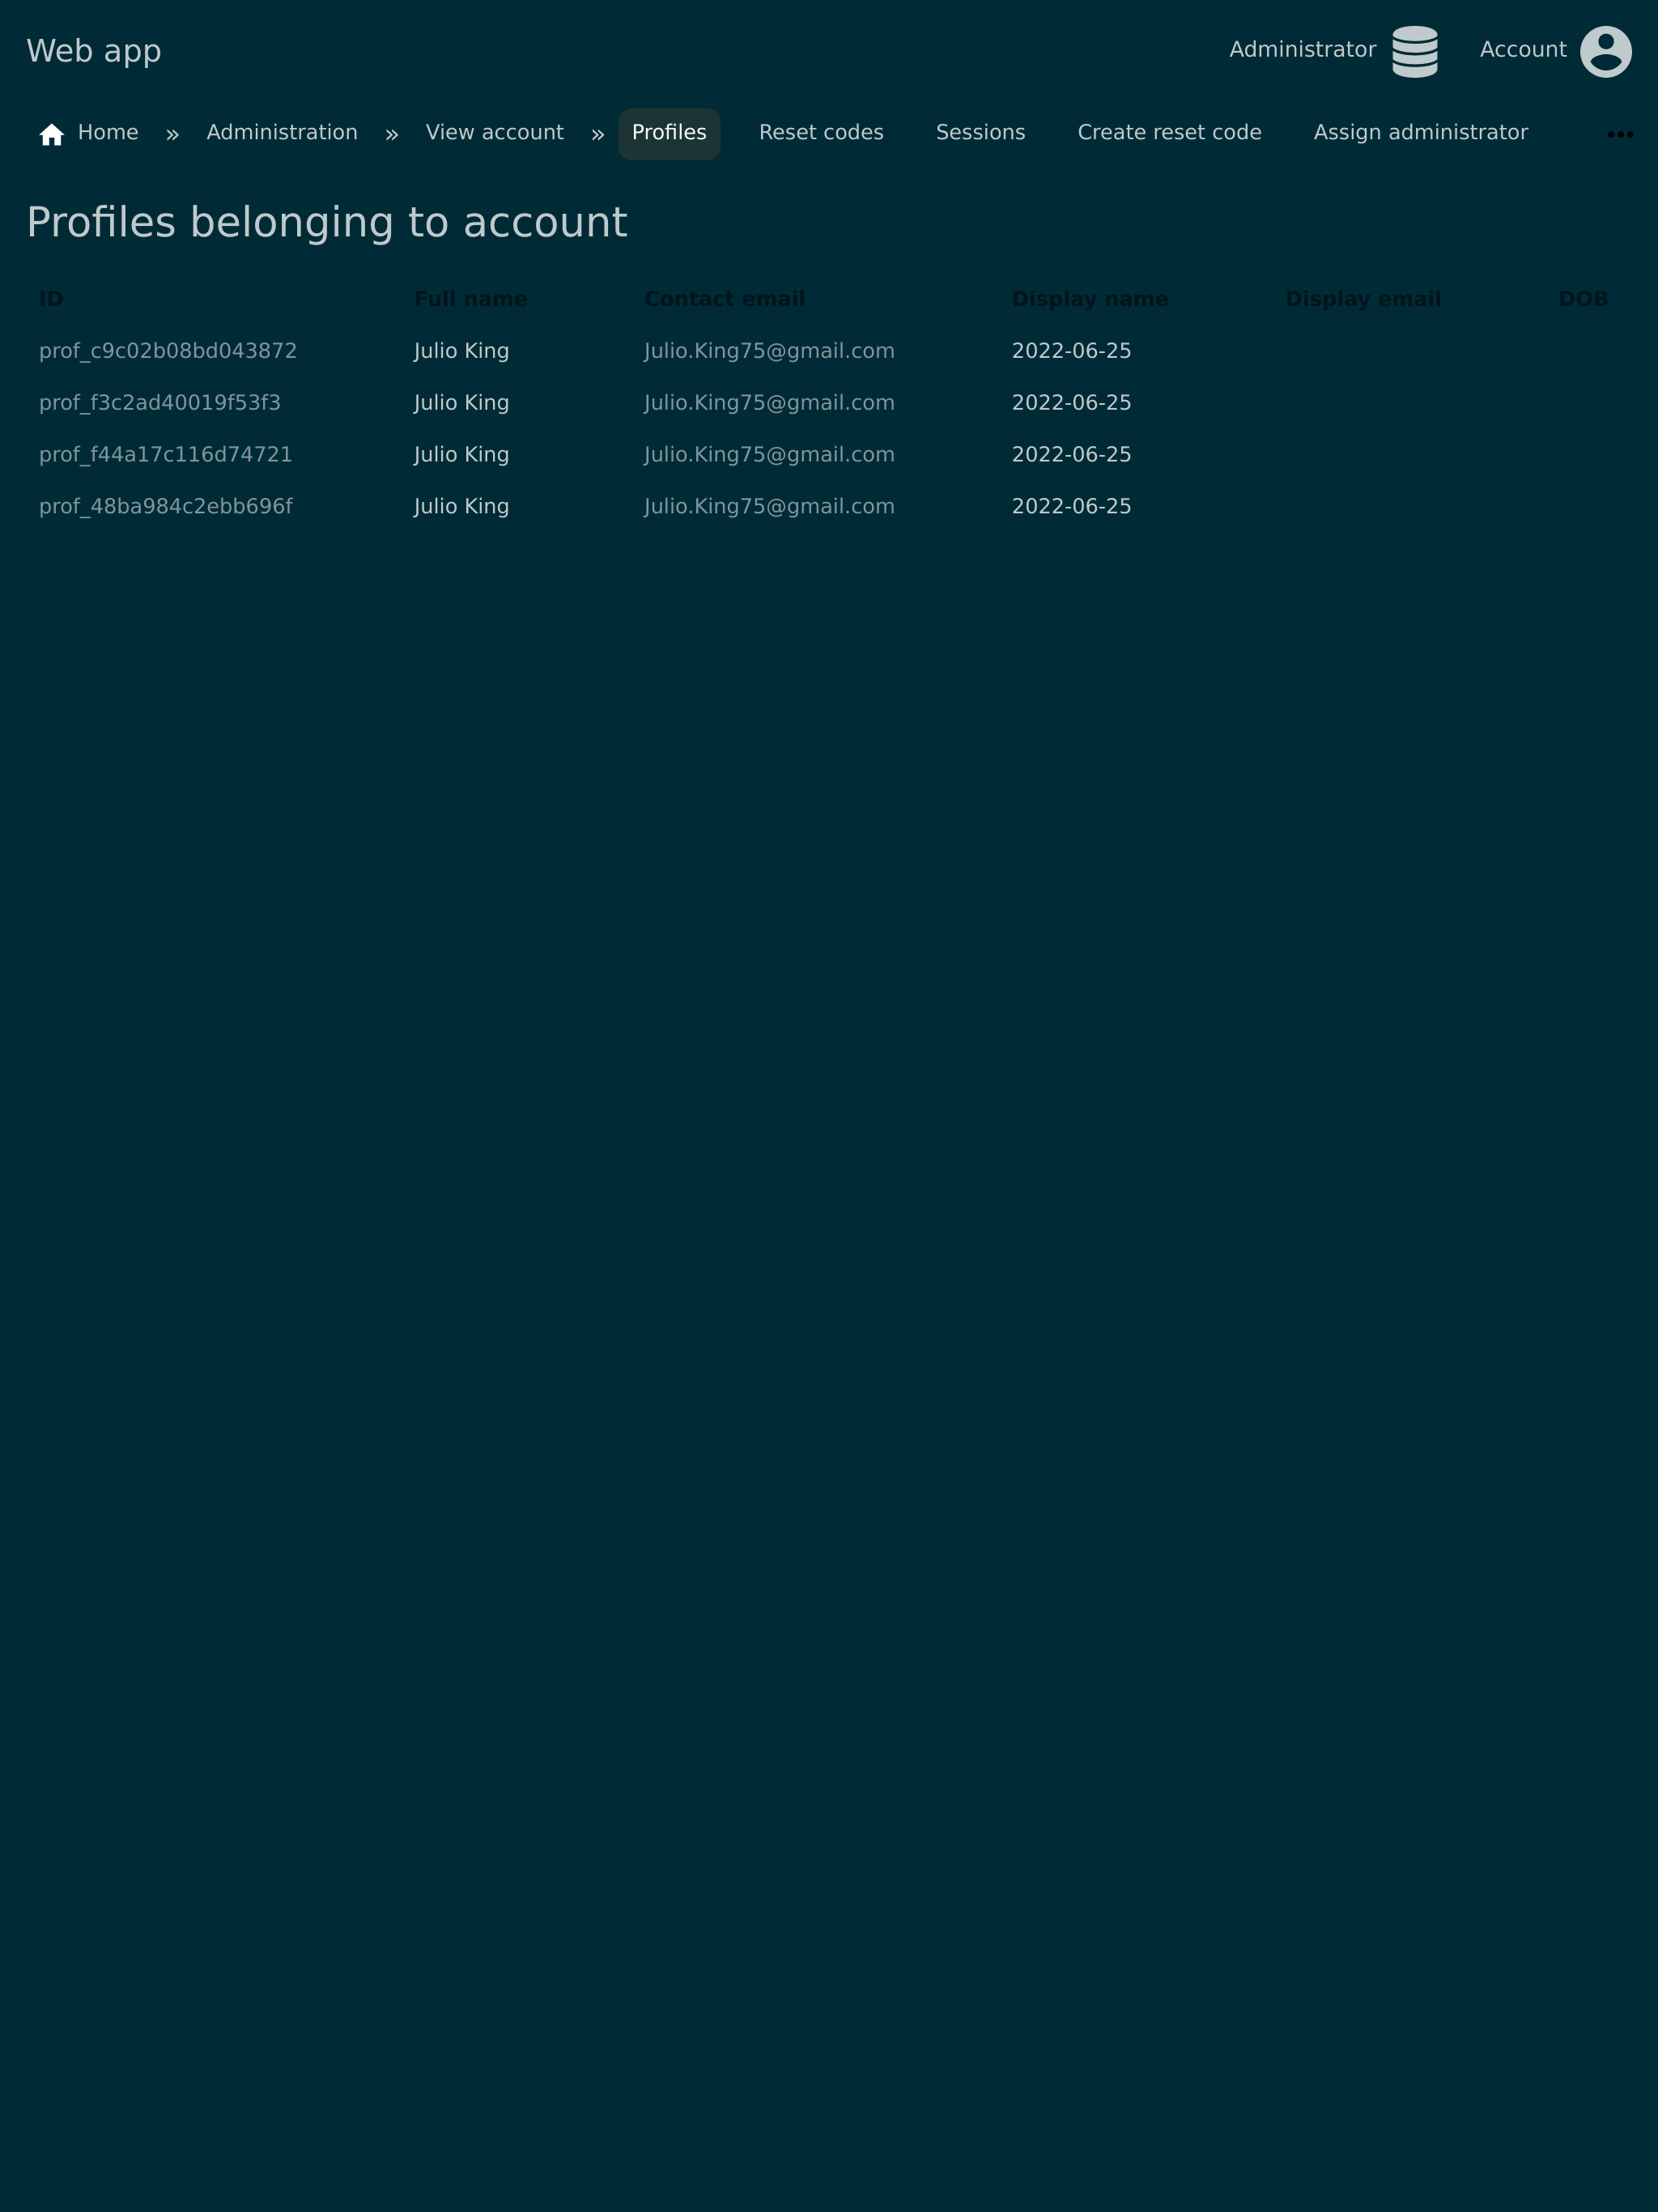 Web app
Administrator Account
Home » Administration » View account » Profiles Reset codes Sessions Create reset code Assign administrator
Profiles belonging to account
ID Full name Contact email Display name Display email DOB
prof_c9c02b08bd043872 Julio King Julio.King75@gmail.com 2022-06-25
prof_f3c2ad40019f53f3 Julio King Julio.King75@gmail.com 2022-06-25
prof_f44a17c116d74721 Julio King Julio.King75@gmail.com 2022-06-25
prof_48ba984c2ebb696f Julio King Julio.King75@gmail.com 2022-06-25